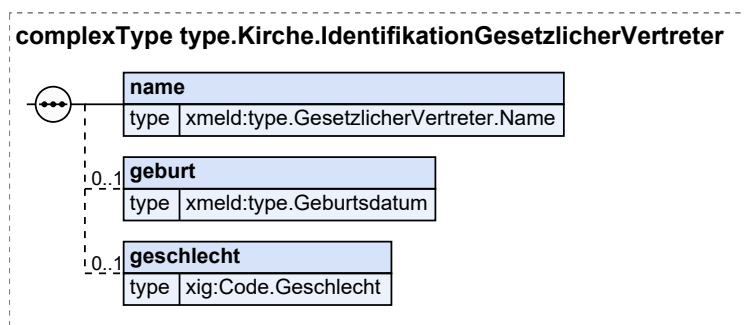 complexType type.Kirche.IdentifikationGesetzlicherVertreter
name
type xmeld:type.GesetzlicherVertreter.Name
0..1 geburt
type xmeld:type.Geburtsdatum
0..1 geschlecht
type xig:Code.Geschlecht